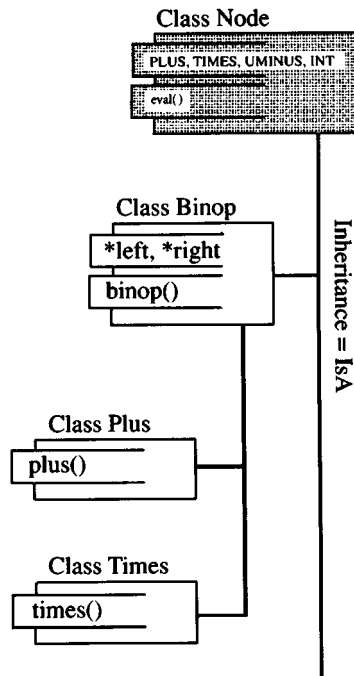 Class Node
PLUS, TIMES, UMINUS, INT
eval()
Class Binop
*left, *right
binop()
Inheritance = IsA
Class Plus
plus()
Class Times
times()